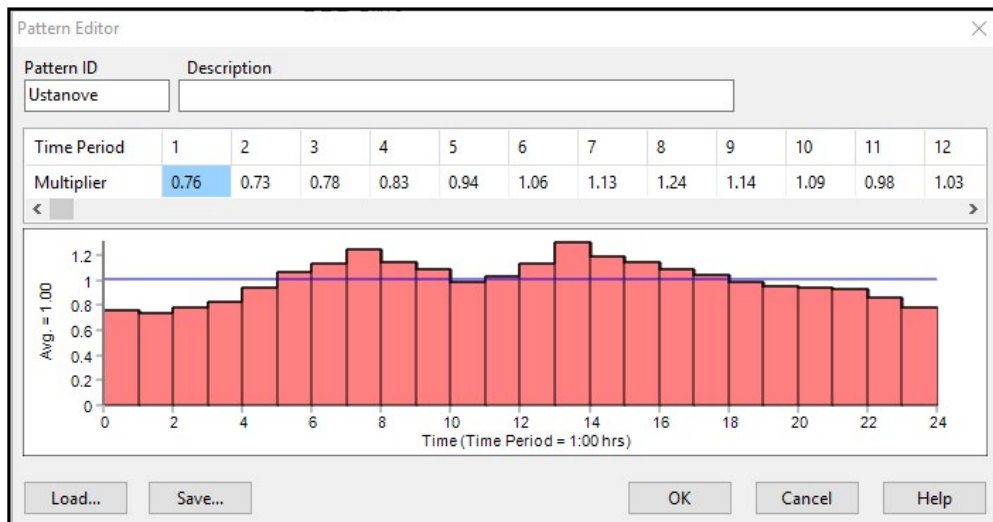 Pattern Editor
Pattern ID Description
Ustanove
Time Period 1 2 3 4 5 6 7 8 9 10 11 12
Multiplier 0.76 0.73 0.78 0.83 0.94 1.06 1.13 1.24 1.14 1.09 0.98 1.03
Avg. = 1.00
1.2
1
0.8
0.6
0.4
0.2
0
0 2 4 6 8 10 12 14 16 18 20 22 24
Time (Time Period = 1:00 hrs)
Load... Save... OK Cancel Help